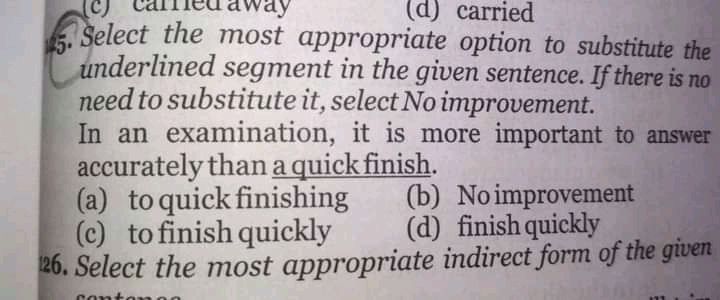 (c) carried away (d) carried
25. Select the most appropriate option to substitute the
underlined segment in the given sentence. If there is no
need to substitute it, select No improvement.
In an examination, it is more important to answer
accurately than a quick finish.
(a) to quick finishing (b) No improvement
(c) to finish quickly (d) finish quickly
126. Select the most appropriate indirect form of the given